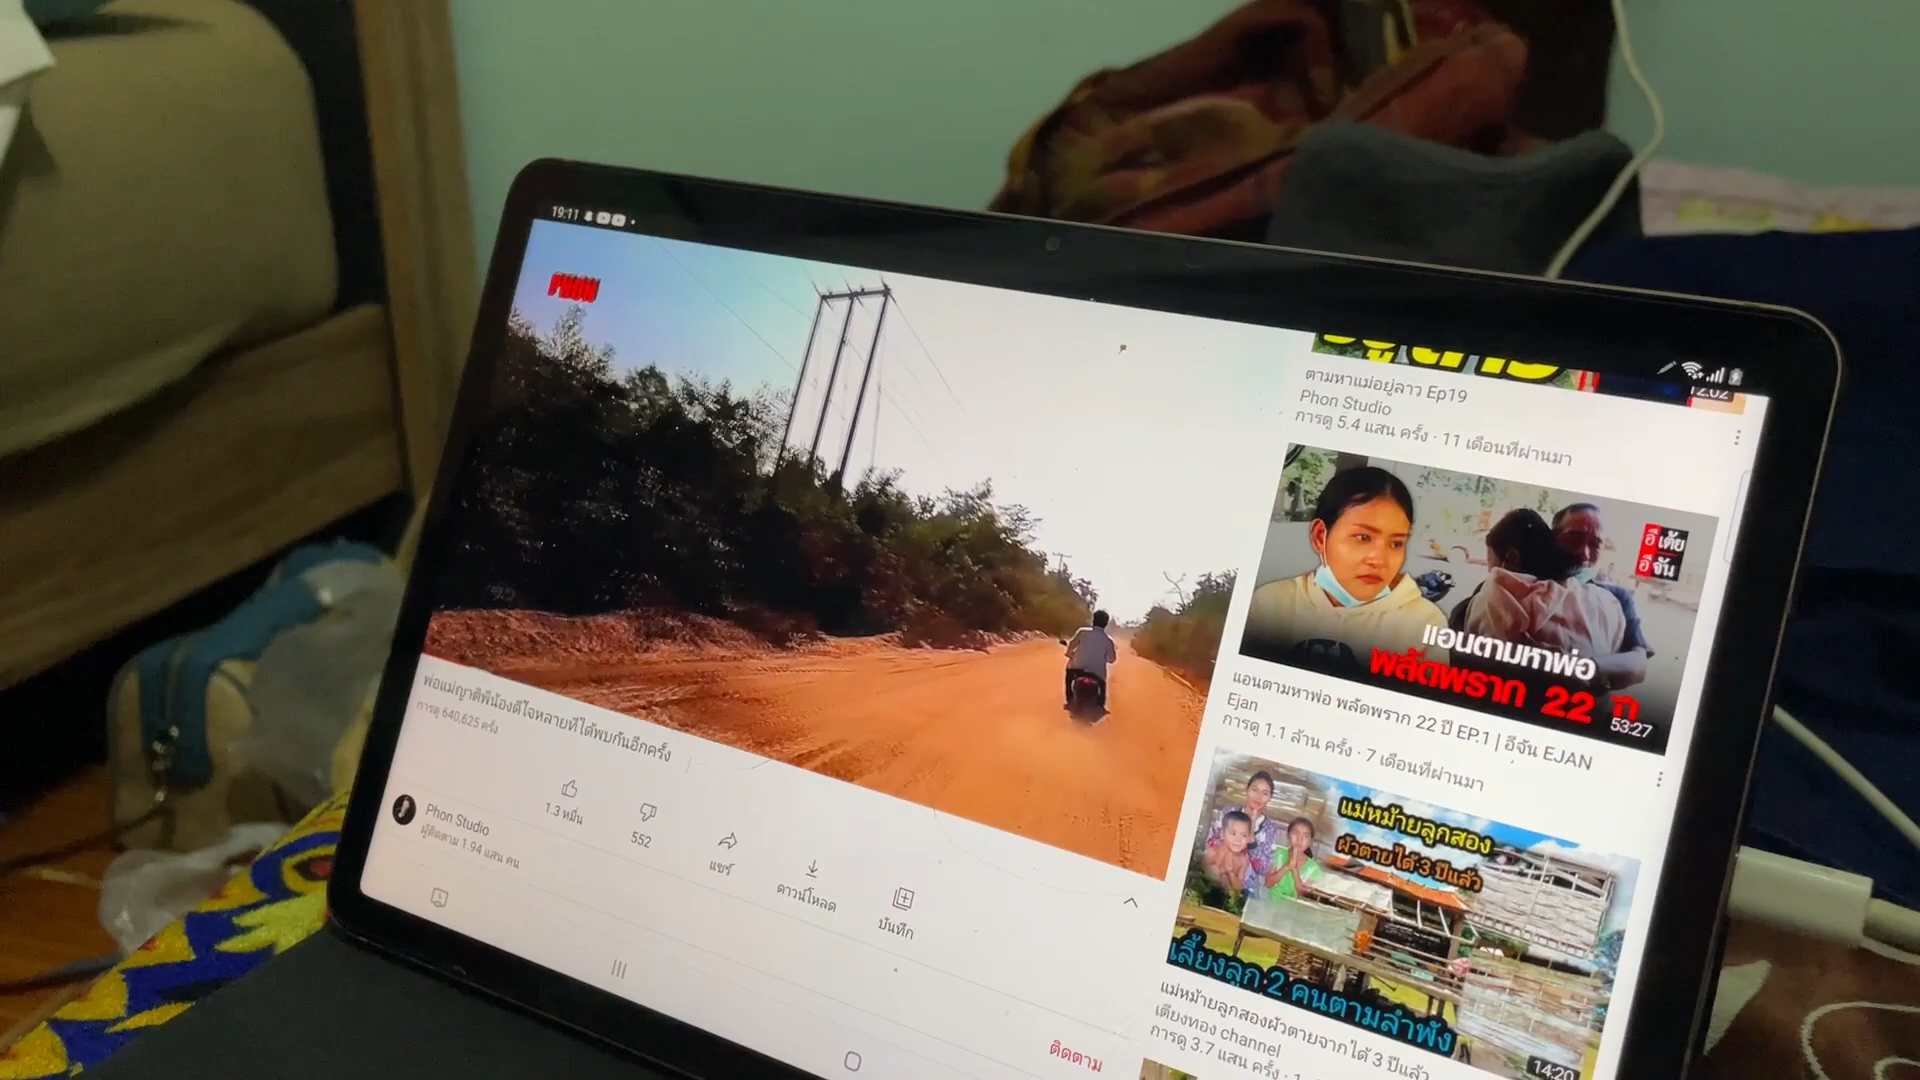 19:11
PHON
พ่อแม่ญาติพี่น้องดีใจหลายที่ได้พบกันอีกครั้ง
การดู 640,625 ครั้ง
1.3 หมื่น
552
แชร์
ดาวน์โหลด
บันทึก
Phon Studio
ผู้ติดตาม 1.94 แสน คน
ติดตาม
12:02
ตามหาแม่อยู่ลาว Ep19
Phon Studio
การดู 5.4 แสน ครั้ง · 11 เดือนที่ผ่านมา
อีเต้ย
อีจัน
แอนตามหาพ่อ
พลัดพราก 22 ปี
53:27
แอนตามหาพ่อ พลัดพราก 22 ปี EP.1 | อีจัน EJAN
Ejan
การดู 1.1 ล้าน ครั้ง · 7 เดือนที่ผ่านมา
แม่หม้ายลูกสอง
ผัวตายได้ 3 ปีแล้ว
เลี้ยงลูก 2 คนตามลำพัง
14:20
แม่หม้ายลูกสองผัวตายจากได้ 3 ปีแล้ว
เตียงทอง channel
การดู 3.7 แสน ครั้ง